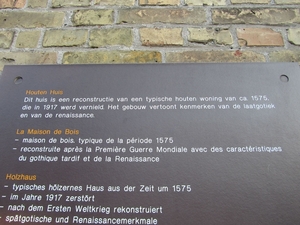 Houten Huis
Dit huis is een reconstructie van een typische houten woning van ca. 1575,
die in 1917 werd vernield. Het gebouw vertoont kenmerken van de laatgotiek
en van de renaissance.
La Maison de Bois
- maison de bois, typique de la période 1575
- reconstruite après la Première Guerre Mondiale avec des caractéristiques
du gothique tardif et de la Renaissance
Holzhaus
- typisches hölzernes Haus aus der Zeit um 1575
- im Jahre 1917 zerstört
- nach dem Ersten Weltkrieg rekonstruiert
- spätgotische und Renaissancemerkmale